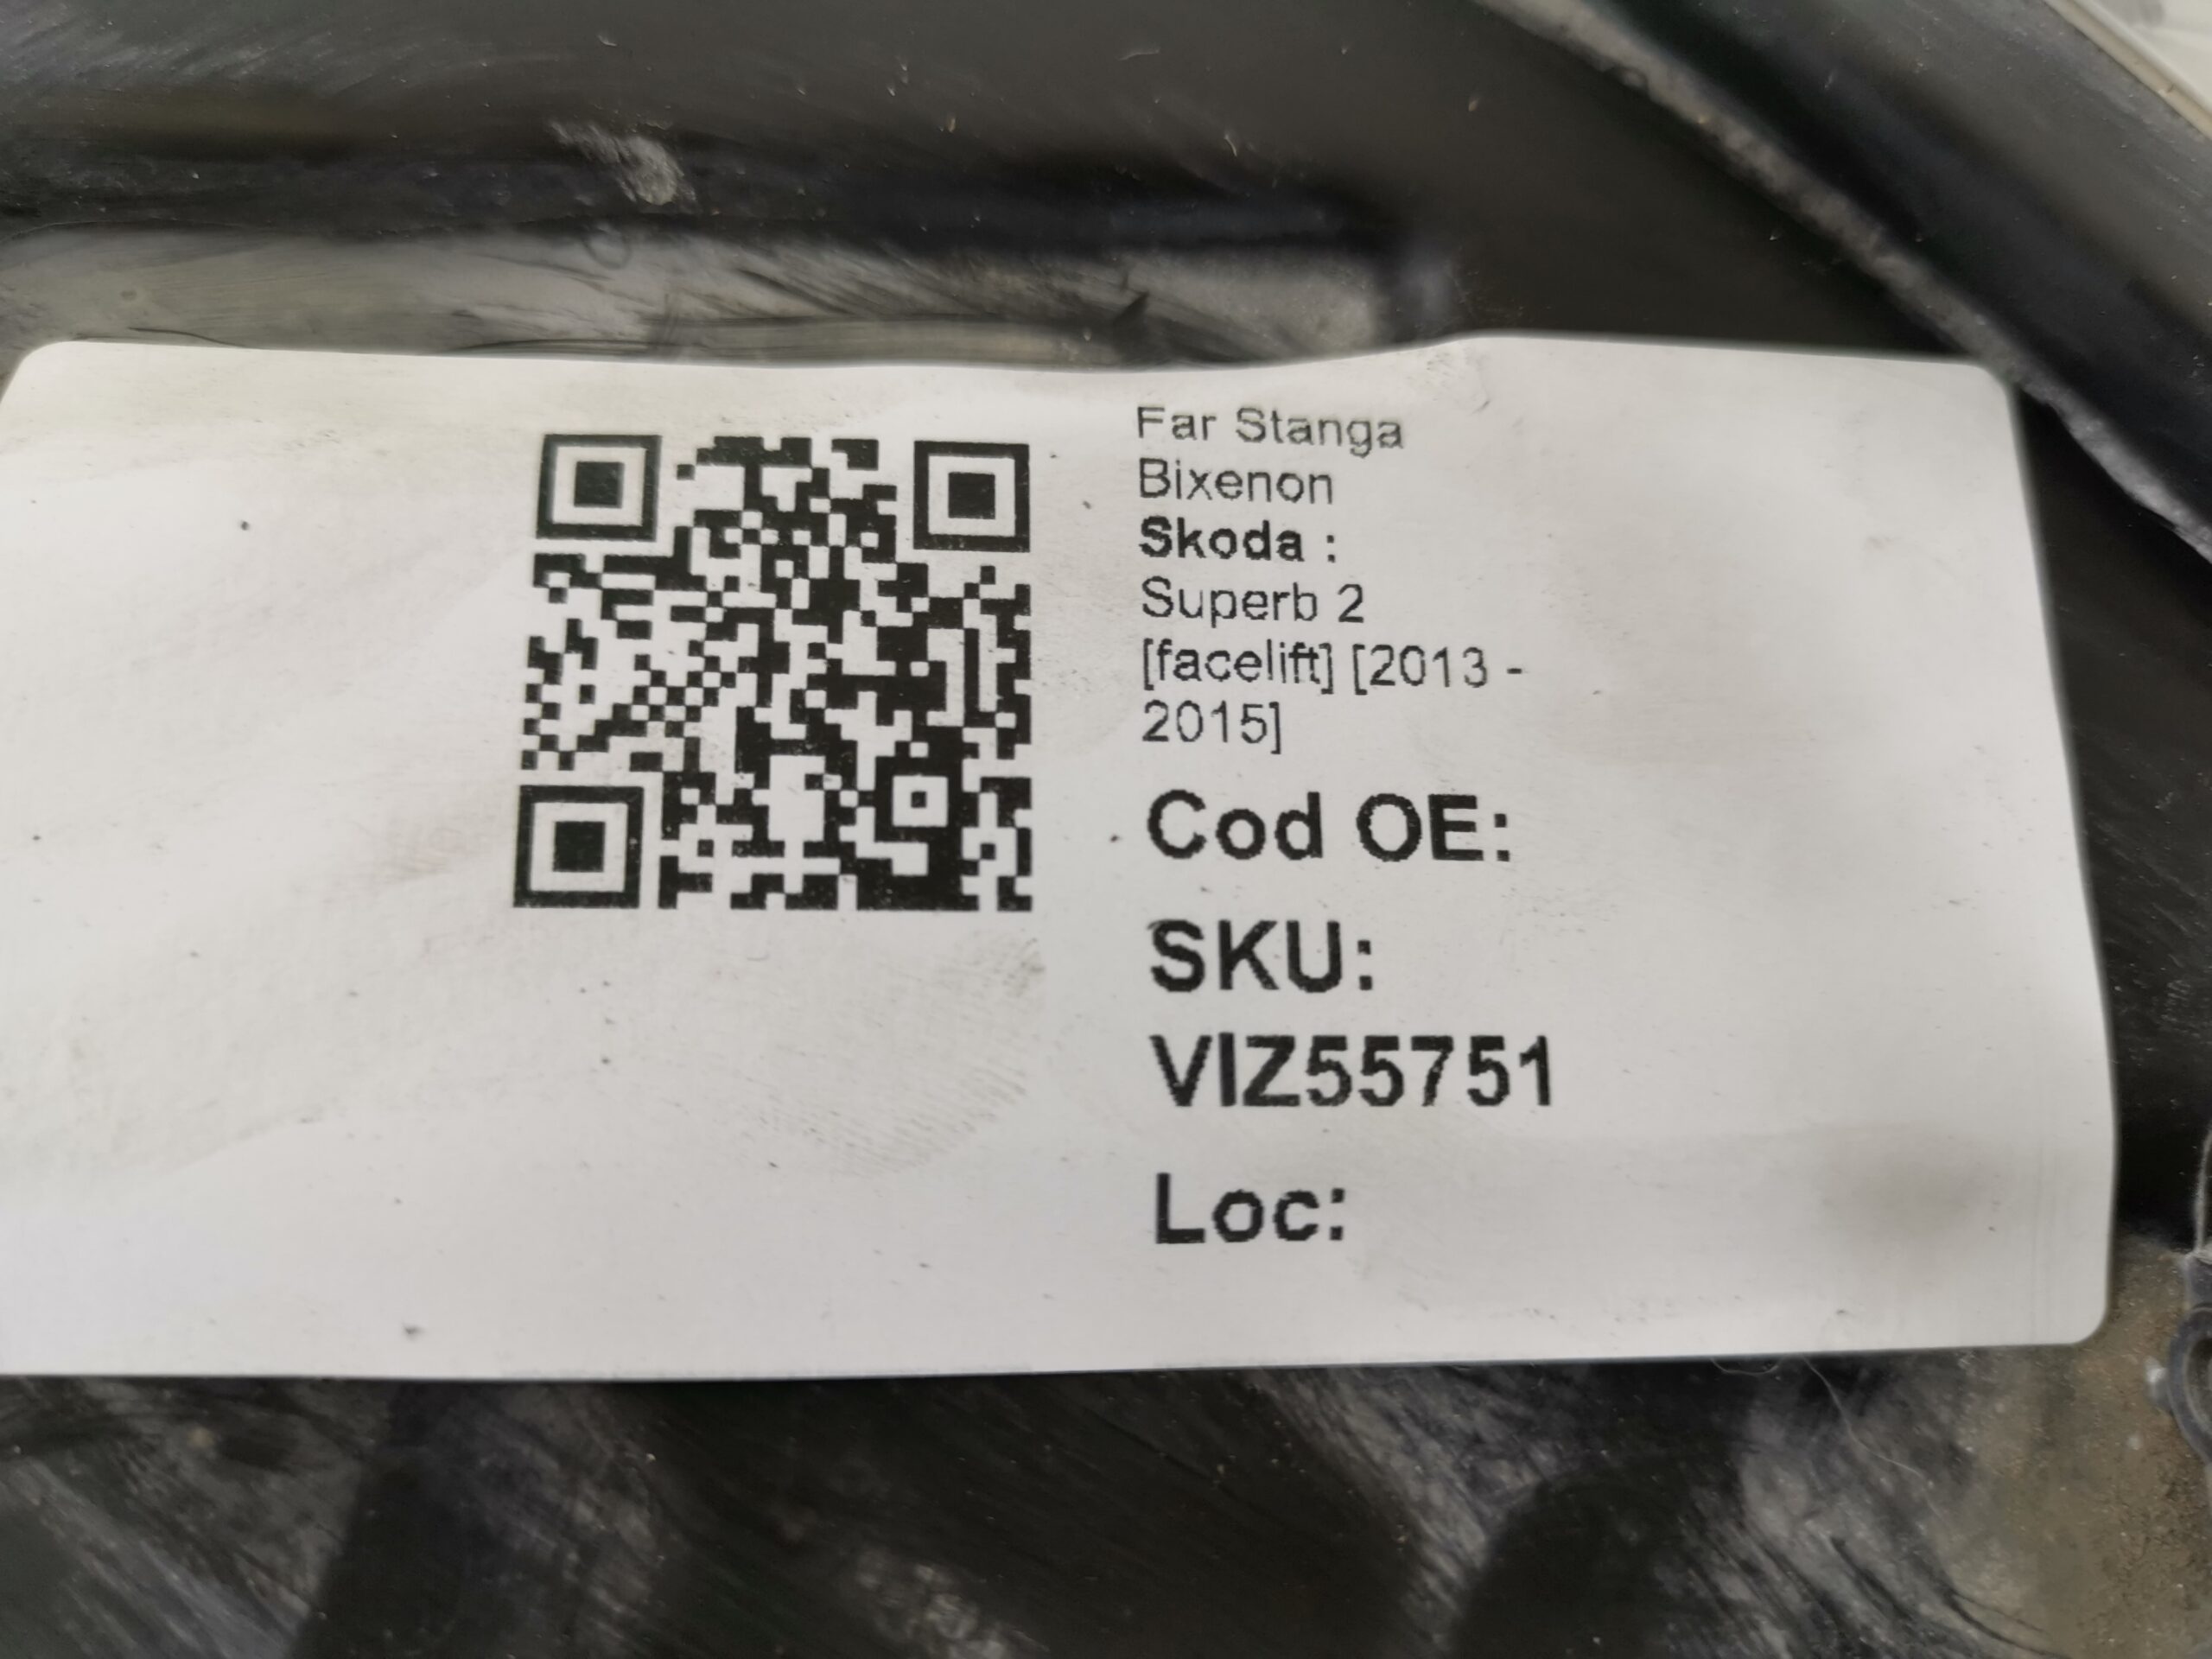 Far Stanga
Bixenon
Skoda :
Superb 2
[facelift] [2013 -
2015]
Cod OE:
SKU:
VIZ55751
Loc: